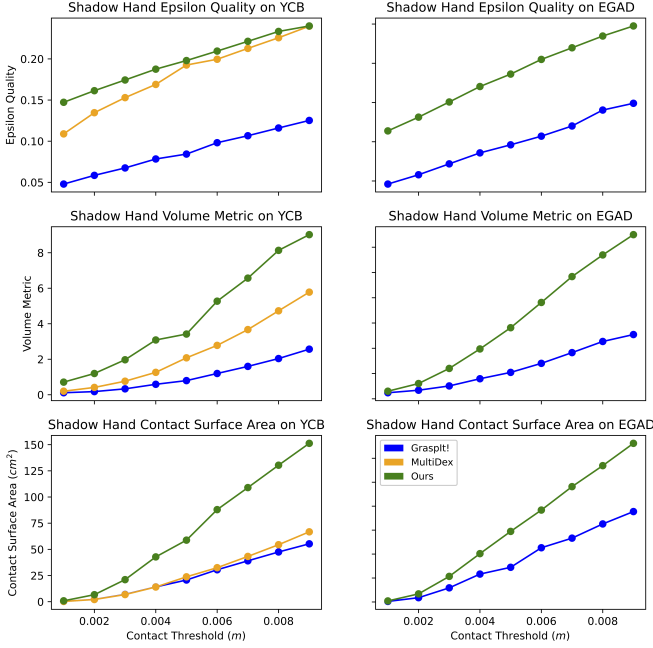 Shadow Hand Epsilon Quality on YCB
Shadow Hand Epsilon Quality on EGAD
Epsilon Quality
0.20
0.15
0.10
0.05
Shadow Hand Volume Metric on YCB
Shadow Hand Volume Metric on EGAD
Volume Metric
8
6
4
2
0
Shadow Hand Contact Surface Area on YCB
Shadow Hand Contact Surface Area on EGAD
Contact Surface Area (cm²)
150
125
100
75
50
25
0
GraspIt!
MultiDex
Ours
0.002 0.004 0.006 0.008
0.002 0.004 0.006 0.008
Contact Threshold (m)
Contact Threshold (m)